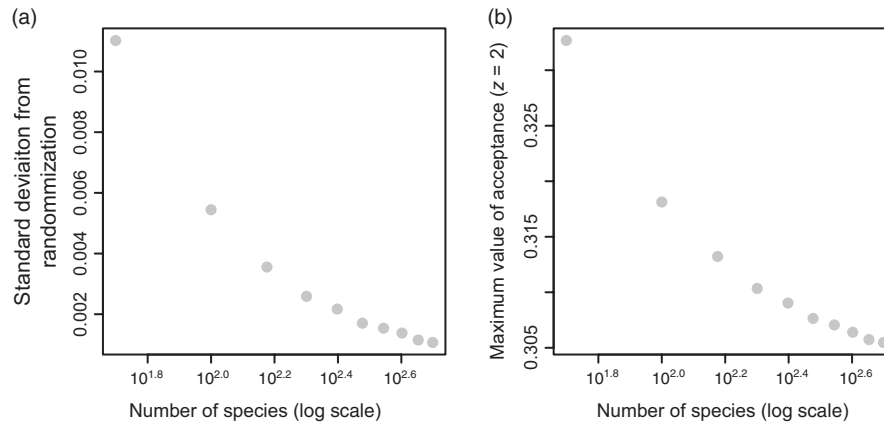 (a)
Standard deviaiton from
randommization
0.010
0.008
0.006
0.004
0.002
10^1.8
10^2.0
10^2.2
10^2.4
10^2.6
Number of species (log scale)
(b)
Maximum value of acceptance (z = 2)
0.325
0.315
0.305
10^1.8
10^2.0
10^2.2
10^2.4
10^2.6
Number of species (log scale)